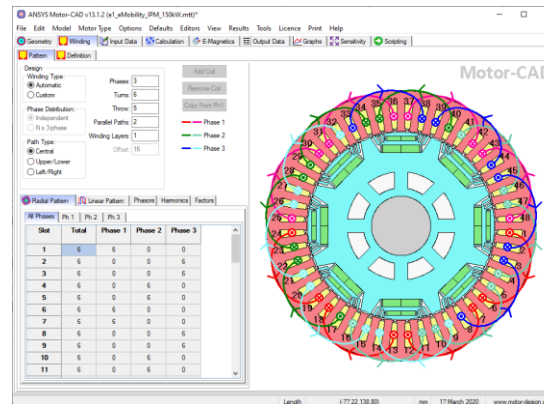 ANSYS Motor-CAD v13.1.2 (e1_eMobility_IPM_150kW.mtt)*
File Edit Model Motor Type Options Defaults Editors View Results Tools Licence Print Help
Geometry Winding Input Data Calculation E-Magnetics Output Data Graphs Sensitivity Scripting
Pattern Definition
Motor-CAD
Design
Winding Type:
Automatic
Custom
Phase Distribution:
Independent
N x 3-phase
Path Type:
Central
Upper/Lower
Left/Right
Phases: 3
Turns: 6
Throw: 5
Parallel Paths: 2
Winding Layers: 1
Offset: 16
Add Coil
Remove Coil
Copy From Ph1
Phase 1
Phase 2
Phase 3
Radial Pattern Linear Pattern Phasors Harmonics Factors
All Phases Ph 1 Ph 2 Ph 3
Slot Total Phase 1 Phase 2 Phase 3
1 6 6 0 0
2 6 0 0 6
3 6 0 0 6
4 6 0 6 0
5 6 0 6 0
6 6 6 0 0
7 6 6 0 0
8 6 0 0 6
9 6 0 0 6
10 6 0 6 0
11 6 0 6 0
Length (-77.22,138.80) mm 17 March 2020